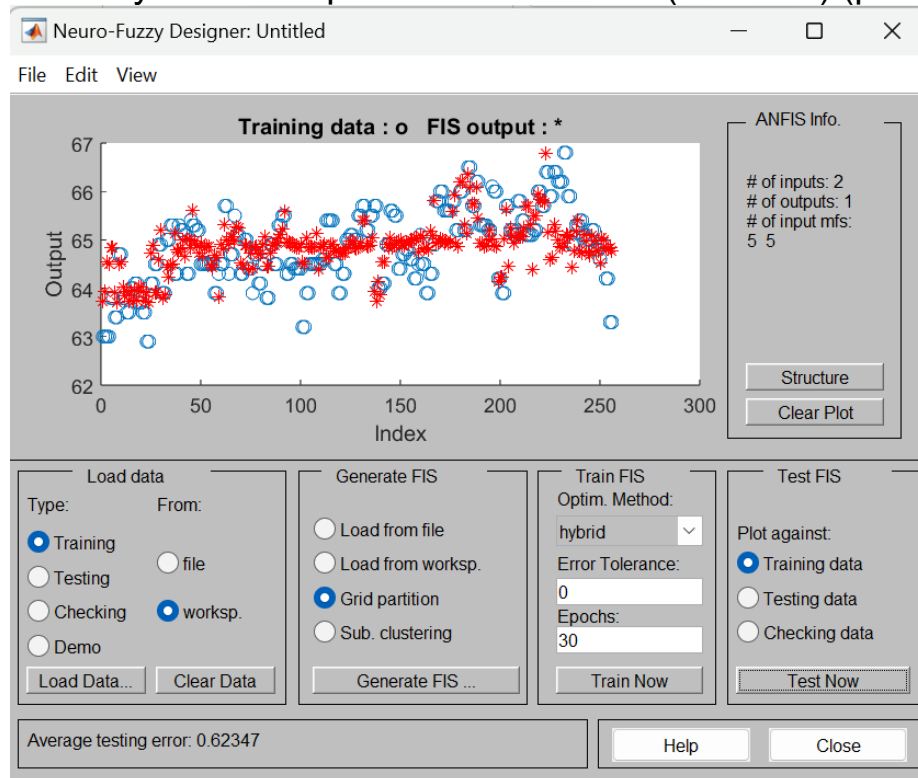 Neuro-Fuzzy Designer: Untitled
File Edit View
Training data : o FIS output : *
67
66
65
64
63
62
Output
0 50 100 150 200 250 300
Index
ANFIS Info.
# of inputs: 2
# of outputs: 1
# of input mfs:
5 5
Structure
Clear Plot
Load data
Type: From:
Training
Testing
Checking
Demo
file
worksp.
Load Data... Clear Data
Generate FIS
Load from file
Load from worksp.
Grid partition
Sub. clustering
Generate FIS ...
Train FIS
Optim. Method:
hybrid
Error Tolerance:
0
Epochs:
30
Train Now
Test FIS
Plot against:
Training data
Testing data
Checking data
Test Now
Average testing error: 0.62347
Help Close